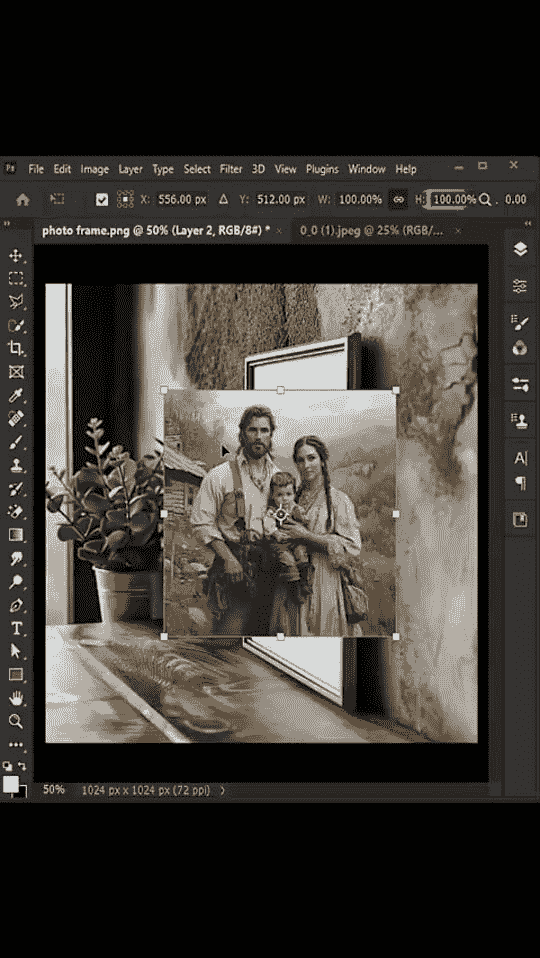 Ps File Edit Image Layer Type Select Filter 3D View Plugins Window Help
X: 556.00 px Δ Y: 512.00 px W: 100.00% H: 100.00% 0.00
photo frame.png @ 50% (Layer 2, RGB/8#) * × 0_0 (1).jpeg @ 25% (RGB/... ×
50% 1024 px x 1024 px (72 ppi) >